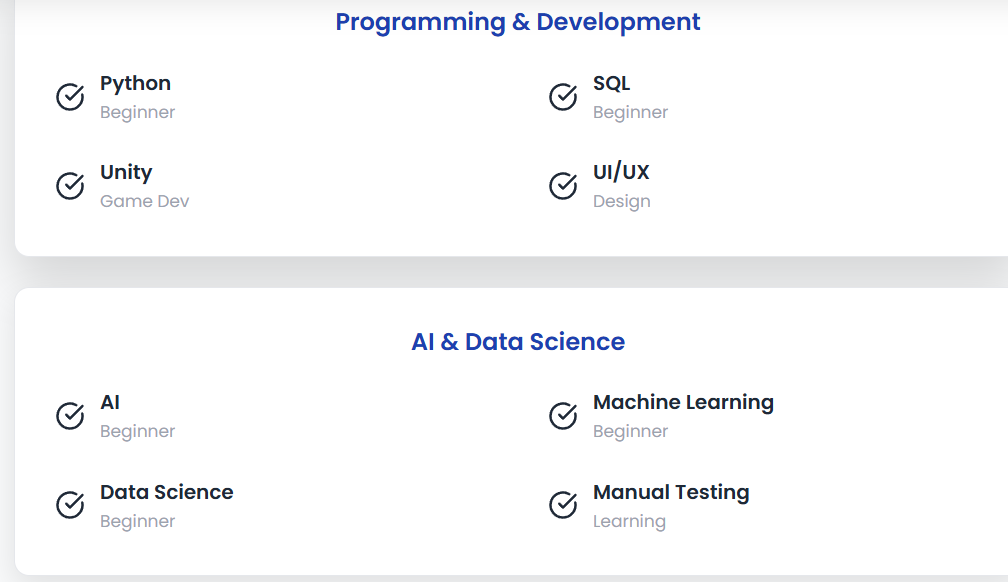 Programming & Development
Python
Beginner
SQL
Beginner
Unity
Game Dev
UI/UX
Design
AI & Data Science
AI
Beginner
Machine Learning
Beginner
Data Science
Beginner
Manual Testing
Learning